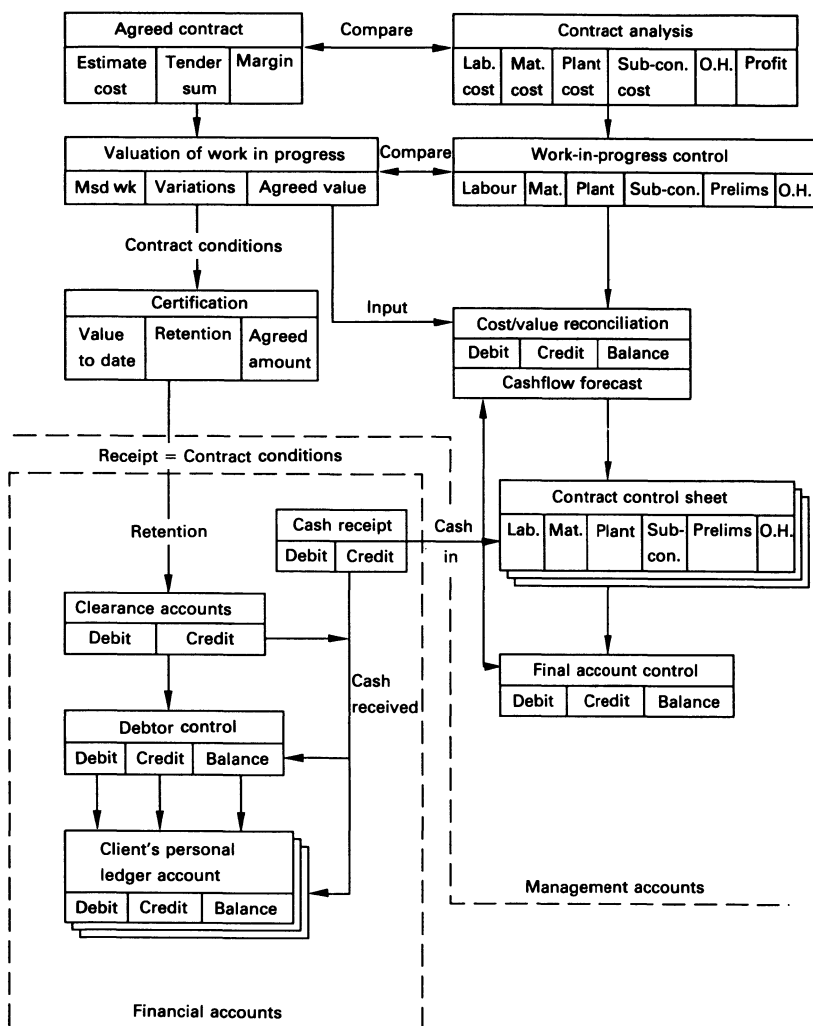 Agreed contract
Estimate cost
Tender sum
Margin
Compare
Contract analysis
Lab. cost
Mat. cost
Plant cost
Sub-con. cost
O.H.
Profit
Valuation of work in progress
Msd wk
Variations
Agreed value
Compare
Work-in-progress control
Labour
Mat.
Plant
Sub-con.
Prelims
O.H.
Contract conditions
Certification
Value to date
Retention
Agreed amount
Input
Cost/value reconciliation
Debit
Credit
Balance
Cashflow forecast
Receipt = Contract conditions
Retention
Cash receipt
Debit
Credit
Cash in
Contract control sheet
Lab.
Mat.
Plant
Sub-con.
Prelims
O.H.
Clearance accounts
Debit
Credit
Cash received
Final account control
Debit
Credit
Balance
Debtor control
Debit
Credit
Balance
Client's personal
ledger account
Debit
Credit
Balance
Management accounts
Financial accounts